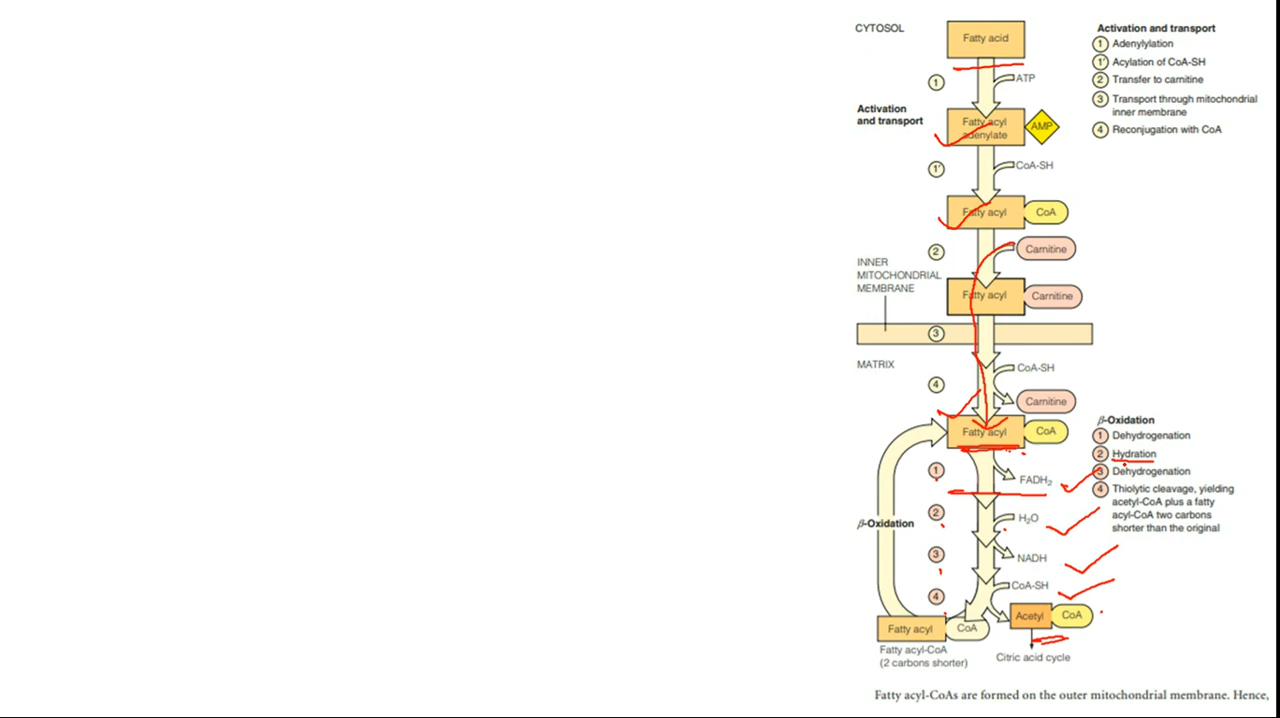 CYTOSOL
Fatty acid
1
ATP
Activation
and transport
Fatty acyl
adenylate
AMP
1'
CoA-SH
Fatty acyl
CoA
2
Carnitine
INNER
MITOCHONDRIAL
MEMBRANE
Fatty acyl
Carnitine
3
MATRIX
CoA-SH
4
Carnitine
Fatty acyl
CoA
1
FADH₂
2
H₂O
β-Oxidation
3
NADH
4
CoA-SH
Fatty acyl
CoA
Acetyl
CoA
Fatty acyl-CoA
(2 carbons shorter)
Citric acid cycle
Activation and transport
1 Adenylylation
1' Acylation of CoA-SH
2 Transfer to carnitine
3 Transport through mitochondrial
inner membrane
4 Reconjugation with CoA
β-Oxidation
1 Dehydrogenation
2 Hydration
3 Dehydrogenation
4 Thiolytic cleavage, yielding
acetyl-CoA plus a fatty
acyl-CoA two carbons
shorter than the original
Fatty acyl-CoAs are formed on the outer mitochondrial membrane. Hence,